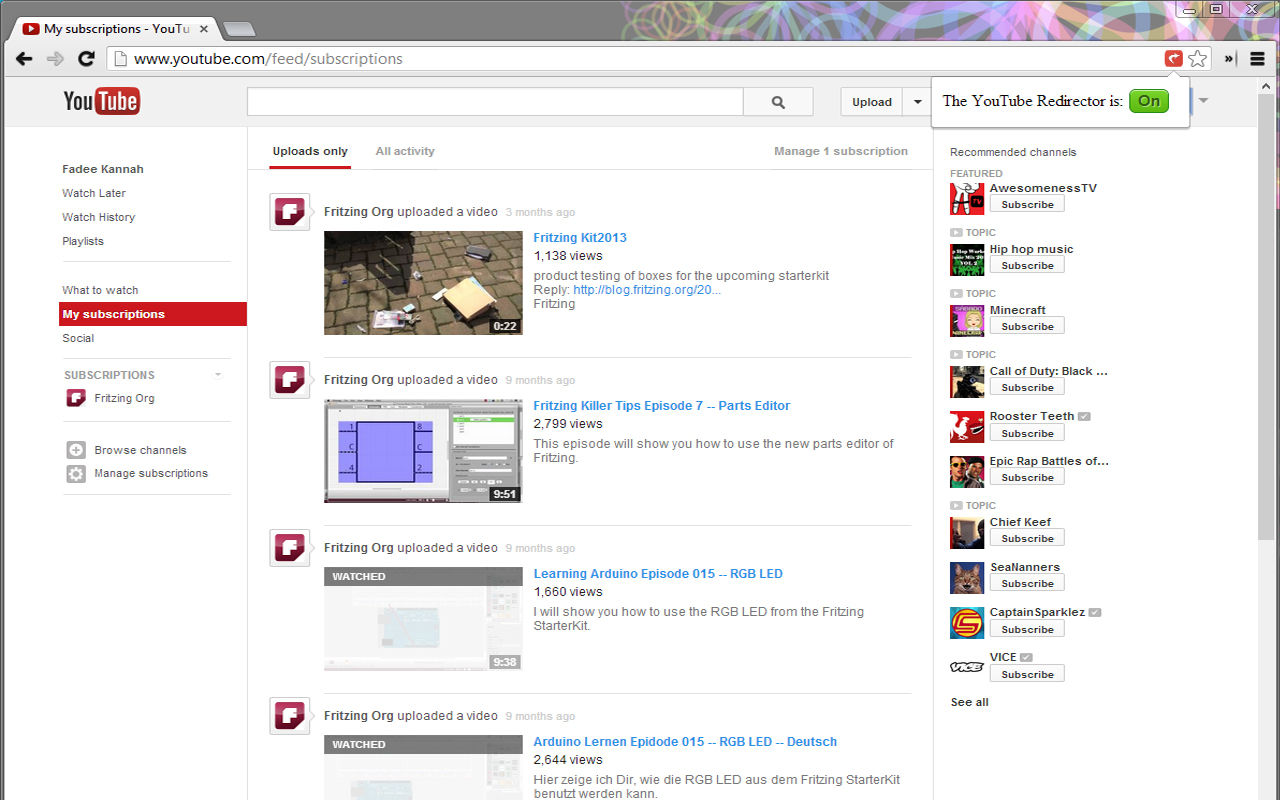 My subscriptions - YouTu
www.youtube.com/feed/subscriptions
YouTube
Upload
The YouTube Redirector is: On
Fadee Kannah
Watch Later
Watch History
Playlists
What to watch
My subscriptions
Social
SUBSCRIPTIONS
Fritzing Org
Browse channels
Manage subscriptions
Uploads only
All activity
Manage 1 subscription
Fritzing Org uploaded a video 3 months ago
Fritzing Kit2013
1,138 views
product testing of boxes for the upcoming starterkit
Reply: http://blog.fritzing.org/20...
Fritzing
0:22
Fritzing Org uploaded a video 9 months ago
Fritzing Killer Tips Episode 7 -- Parts Editor
2,799 views
This episode will show you how to use the new parts editor of
Fritzing.
9:51
Fritzing Org uploaded a video 9 months ago
WATCHED
Learning Arduino Episode 015 -- RGB LED
1,660 views
I will show you how to use the RGB LED from the Fritzing
StarterKit.
9:38
Fritzing Org uploaded a video 9 months ago
WATCHED
Arduino Lernen Epidode 015 -- RGB LED -- Deutsch
2,644 views
Hier zeige ich Dir, wie die RGB LED aus dem Fritzing StarterKit
benutzt werden kann.
Recommended channels
FEATURED
AwesomenessTV
Subscribe
TOPIC
Hip hop music
Subscribe
TOPIC
Minecraft
Subscribe
TOPIC
Call of Duty: Black ...
Subscribe
Rooster Teeth
Subscribe
Epic Rap Battles of...
Subscribe
TOPIC
Chief Keef
Subscribe
SeaNanners
Subscribe
CaptainSparklez
Subscribe
VICE
VICE
Subscribe
See all